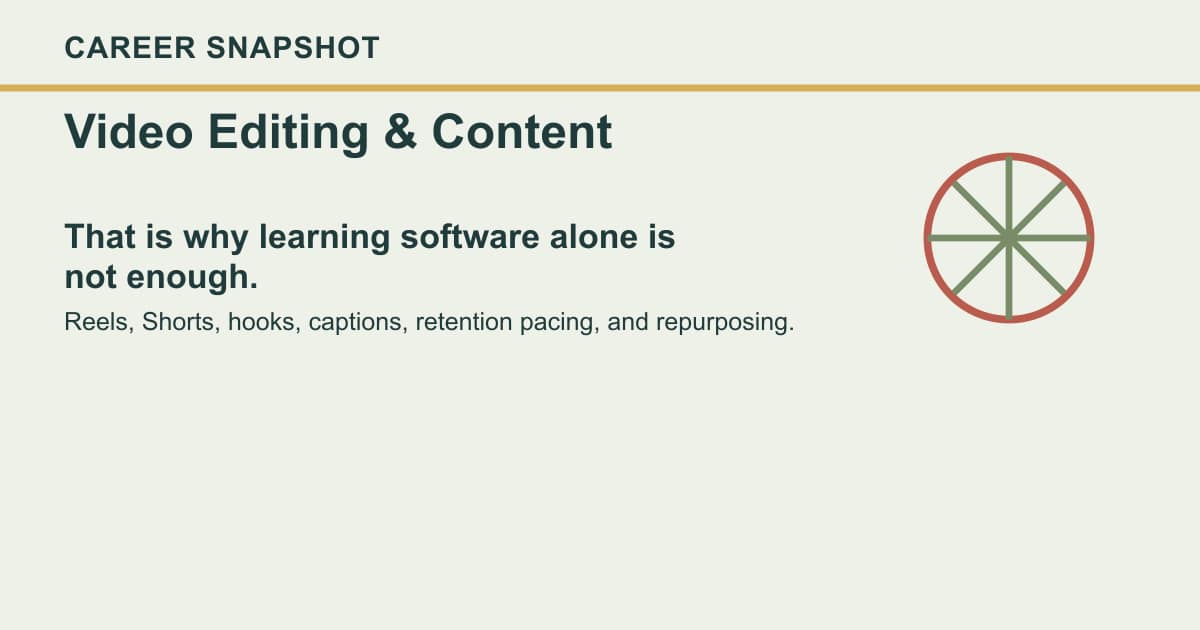 CAREER SNAPSHOT
Video Editing & Content
That is why learning software alone is
not enough.
Reels, Shorts, hooks, captions, retention pacing, and repurposing.